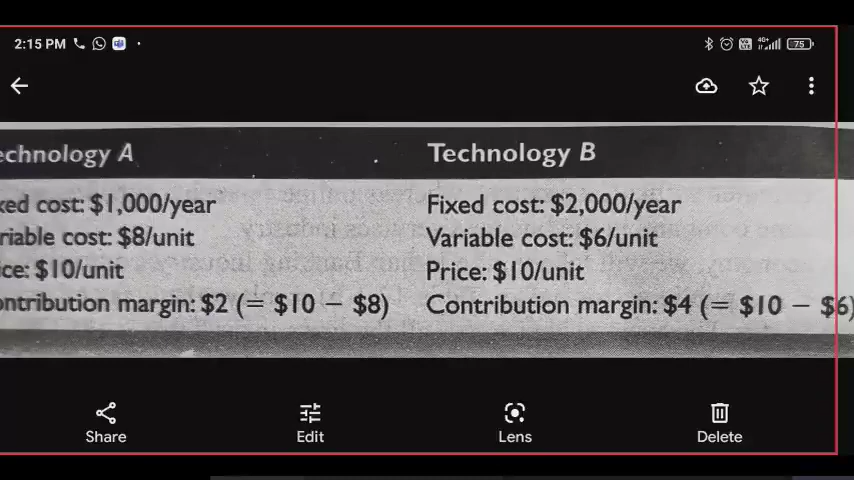 2:15 PM
4G+
75
echnology A
Technology B
xed cost: $1,000/year
Fixed cost: $2,000/year
riable cost: $8/unit
Variable cost: $6/unit
ice: $10/unit
Price: $10/unit
ontribution margin: $2 (= $10 – $8)
Contribution margin: $4 (= $10 – $6)
Share
Edit
Lens
Delete